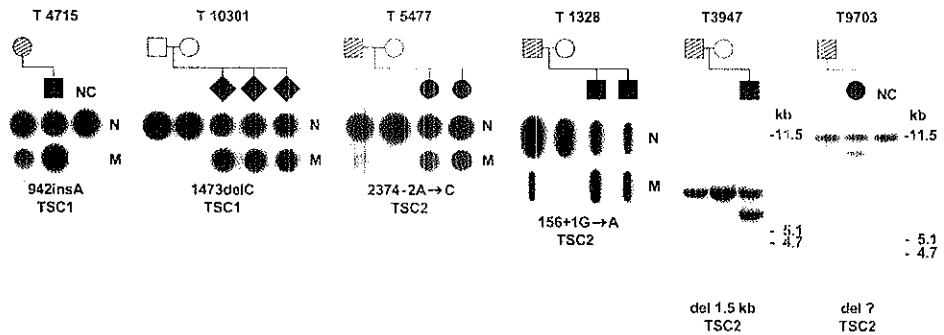 T 4715 T 10301 T 5477 T 1328 T3947 T9703
NC NC
kb kb
N N N N -11.5 -11.5
M M M M
942insA 1473delC 2374-2A→C
TSC1 TSC1 TSC2
156+1G→A
TSC2
- 5.1 - 5.1
- 4.7 - 4.7
del 1.5 kb del ?
TSC2 TSC2